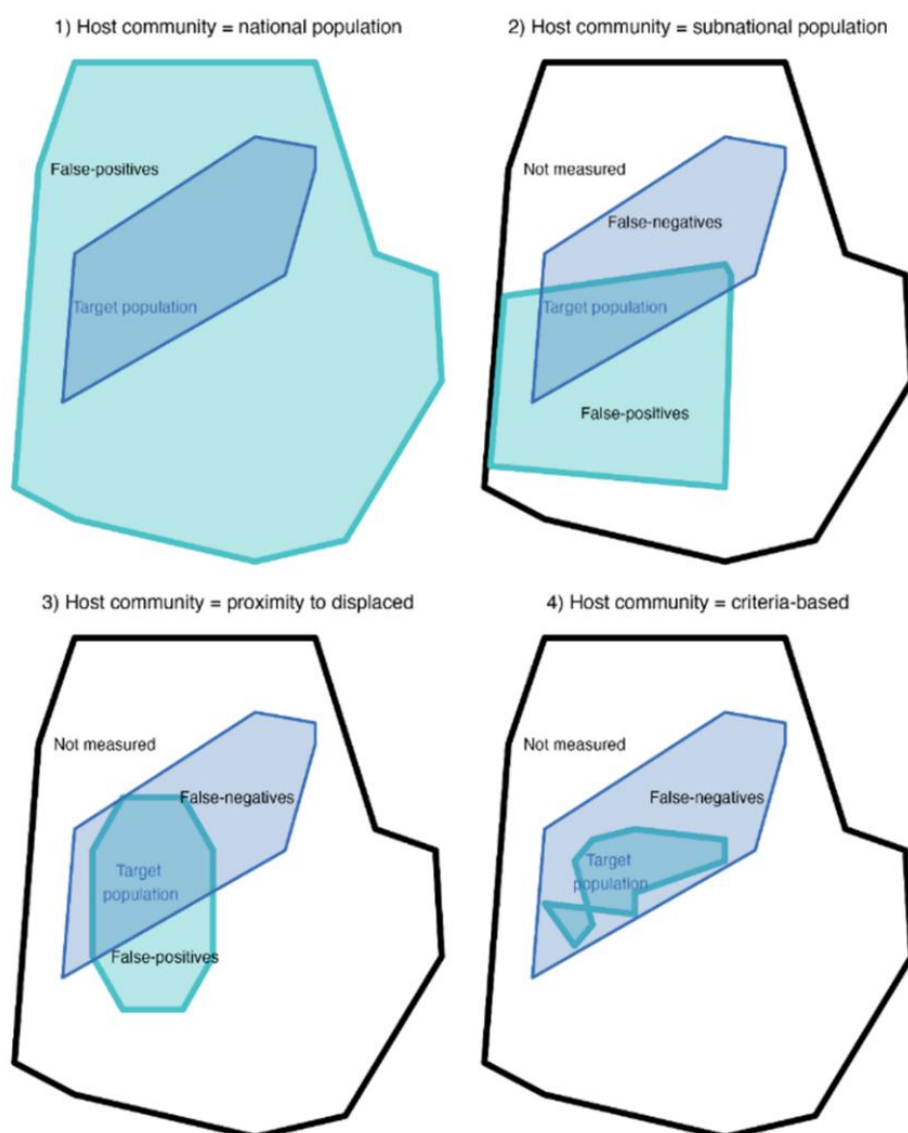 1) Host community = national population
2) Host community = subnational population
False-positives
Target population
Not measured
False-negatives
Target population
False-positives
3) Host community = proximity to displaced
4) Host community = criteria-based
Not measured
False-negatives
Target
population
False-positives
Not measured
False-negatives
Target
population